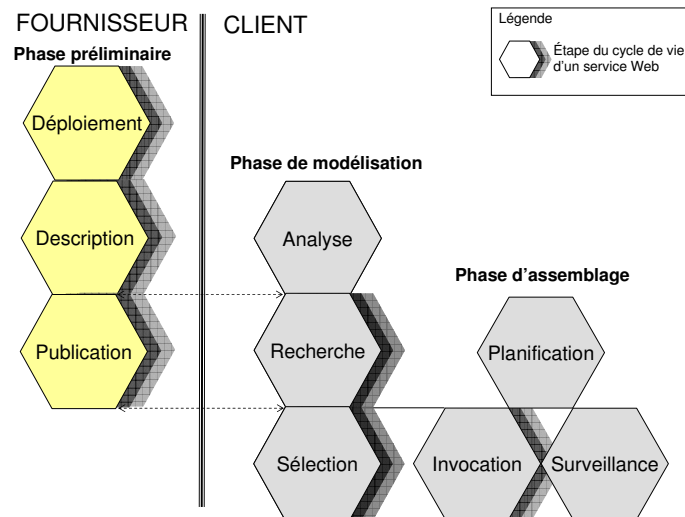 FOURNISSEUR
CLIENT
Légende
Étape du cycle de vie
d'un service Web
Phase préliminaire
Déploiement
Description
Publication
Phase de modélisation
Analyse
Recherche
Sélection
Phase d'assemblage
Planification
Invocation
Surveillance